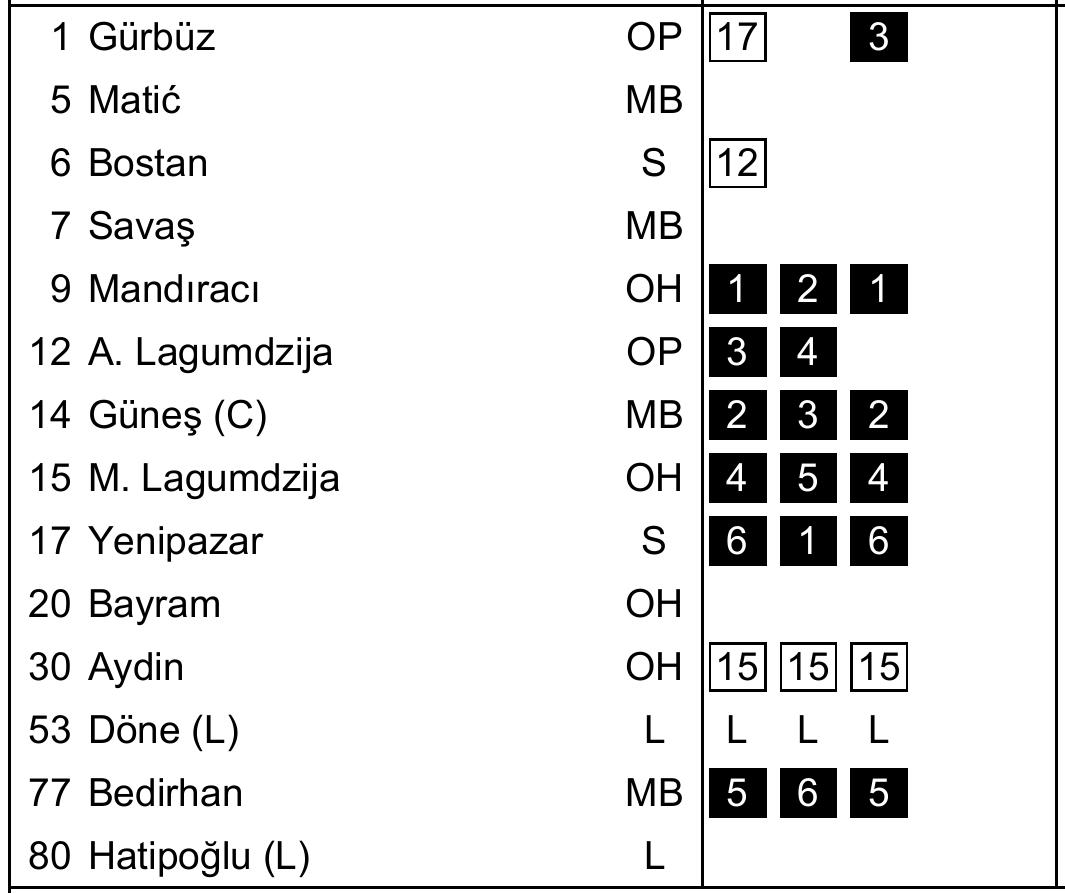 1 Gürbüz OP 17 3
5 Matić MB
6 Bostan S 12
7 Savaş MB
9 Mandıracı OH 1 2 1
12 A. Lagumdzija OP 3 4
14 Güneş (C) MB 2 3 2
15 M. Lagumdzija OH 4 5 4
17 Yenipazar S 6 1 6
20 Bayram OH
30 Aydin OH 15 15 15
53 Döne (L) L L L L
77 Bedirhan MB 5 6 5
80 Hatipoğlu (L) L